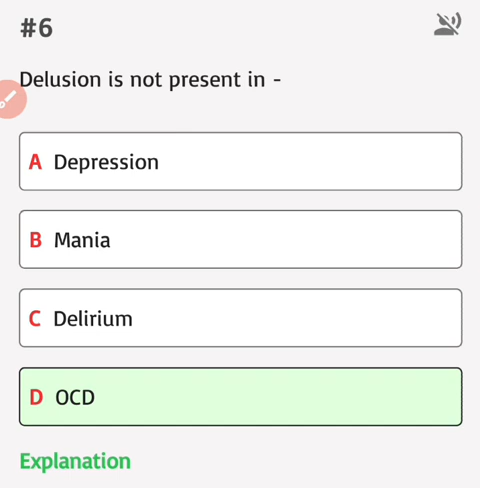 #6
Delusion is not present in -
A Depression
B Mania
C Delirium
D OCD
Explanation